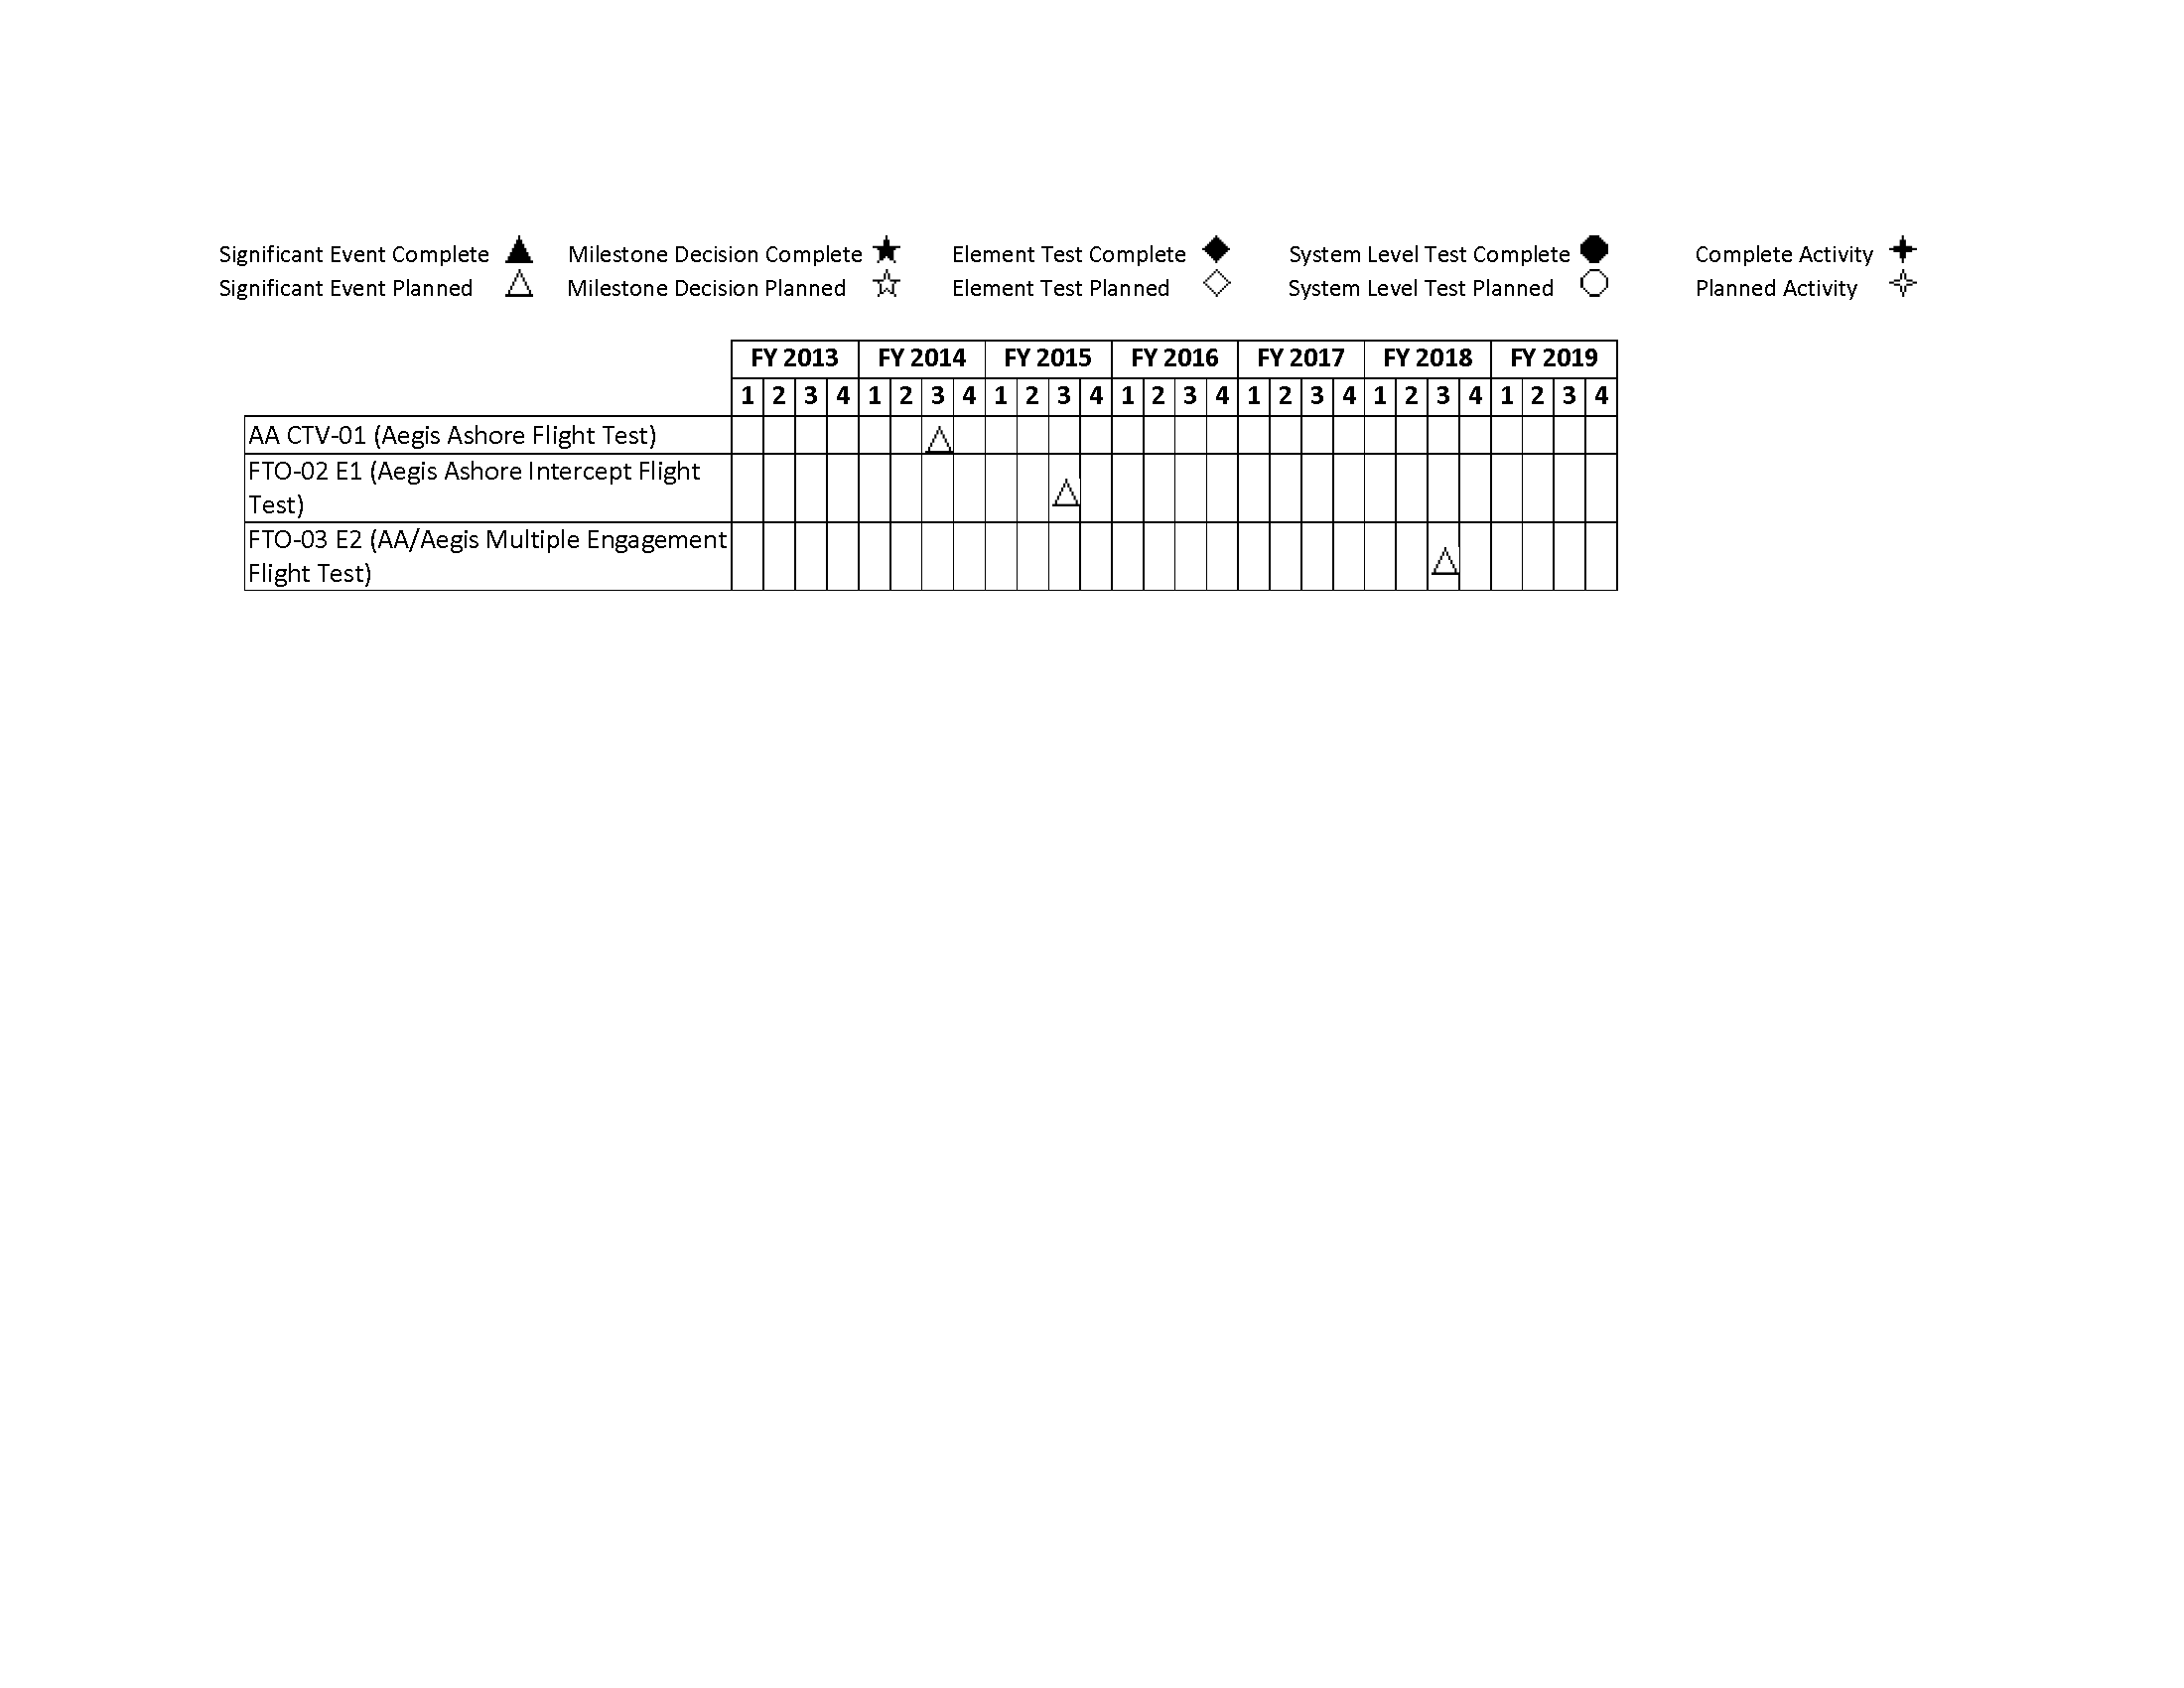 Significant Event Complete Milestone Decision Complete Element Test Complete System Level Test Complete Complete Activity
Significant Event Planned Milestone Decision Planned Element Test Planned System Level Test Planned Planned Activity
FY 2013 FY 2014 FY 2015 FY 2016 FY 2017 FY 2018 FY 2019
1 2 3 4 1 2 3 4 1 2 3 4 1 2 3 4 1 2 3 4 1 2 3 4 1 2 3 4
AA CTV-01 (Aegis Ashore Flight Test)
FTO-02 E1 (Aegis Ashore Intercept Flight
Test)
FTO-03 E2 (AA/Aegis Multiple Engagement
Flight Test)